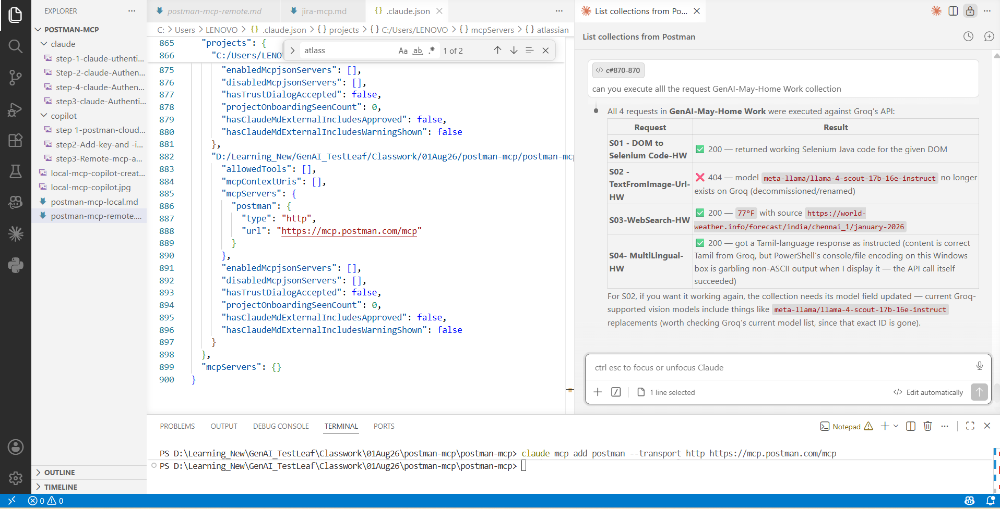 EXPLORER
POSTMAN-MCP
claude
step-1-claude-uthenti...
Step-2-claude-Authen...
step-4-claude-Authen...
step3-claude-Authenti...
copilot
step 1-postman-cloud...
step2-Add-key-and -i...
step3-Remote-mcp-a...
local-mcp-copilot-creat...
local-mcp-copilot.jpg
postman-mcp-local.md
postman-mcp-remote....
OUTLINE
TIMELINE
postman-mcp-remote.md
jira-mcp.md
{} .claude.json
C: > Users > LENOVO > {} .claude.json > {} projects > {} C:/Users/LENOVO > {} mcpServers > {} atlassian
atlass
Aa ab .* 1 of 2
865 "projects": {
866 "C:/Users/LENO
875 "enabledMcpjsonServers": [],
876 "disabledMcpjsonServers": [],
877 "hasTrustDialogAccepted": false,
878 "projectOnboardingSeenCount": 0,
879 "hasClaudeMdExternalIncludesApproved": false,
880 "hasClaudeMdExternalIncludesWarningShown": false
881 },
882 "D:/Learning_New/GenAI_TestLeaf/Classwork/01Aug26/postman-mcp/postman-mcp
883 "allowedTools": [],
884 "mcpContextUris": [],
885 "mcpServers": {
886 "postman": {
887 "type": "http",
888 "url": "https://mcp.postman.com/mcp"
889 }
890 },
891 "enabledMcpjsonServers": [],
892 "disabledMcpjsonServers": [],
893 "hasTrustDialogAccepted": false,
894 "projectOnboardingSeenCount": 0,
895 "hasClaudeMdExternalIncludesApproved": false,
896 "hasClaudeMdExternalIncludesWarningShown": false
897 }
898 },
899 "mcpServers": {}
900 }
List collections from Po...
List collections from Postman
</> c#870-870
can you execute alll the request GenAI-May-Home Work collection
All 4 requests in GenAI-May-Home Work were executed against Groq's API:
Request Result
S01 - DOM to
Selenium Code-HW
✅ 200 — returned working Selenium Java code for the given DOM
S02 -
TextFromImage-Url-
HW
❌ 404 — model meta-llama/llama-4-scout-17b-16e-instruct no longer
exists on Groq (decommissioned/renamed)
S03-WebSearch-HW
✅ 200 — 77°F with source https://world-
weather.info/forecast/india/chennai_1/january-2026
S04- MultiLingual-
HW
✅ 200 — got a Tamil-language response as instructed (content is correct
Tamil from Groq, but PowerShell's console/file encoding on this Windows
box is garbling non-ASCII output when I display it — the API call itself
succeeded)
For S02, if you want it working again, the collection needs its model field updated — current Groq-
supported vision models include things like meta-llama/llama-4-scout-17b-16e-instruct
replacements (worth checking Groq's current model list, since that exact ID is gone).
ctrl esc to focus or unfocus Claude
1 line selected
</> Edit automatically
PROBLEMS OUTPUT DEBUG CONSOLE TERMINAL PORTS
Notepad
PS D:\Learning_New\GenAI_TestLeaf\Classwork\01Aug26\postman-mcp\postman-mcp> claude mcp add postman --transport http https://mcp.postman.com/mcp
PS D:\Learning_New\GenAI_TestLeaf\Classwork\01Aug26\postman-mcp\postman-mcp>
0 0